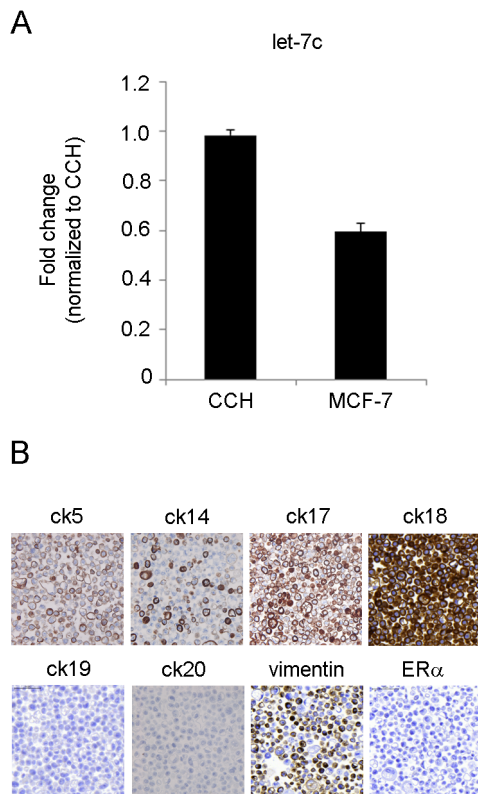 A
let-7c
Fold change
(normalized to CCH)
1.2
1.0
0.8
0.6
0.4
0.2
0
CCH MCF-7
B
ck5 ck14 ck17 ck18
ck19 ck20 vimentin ERα